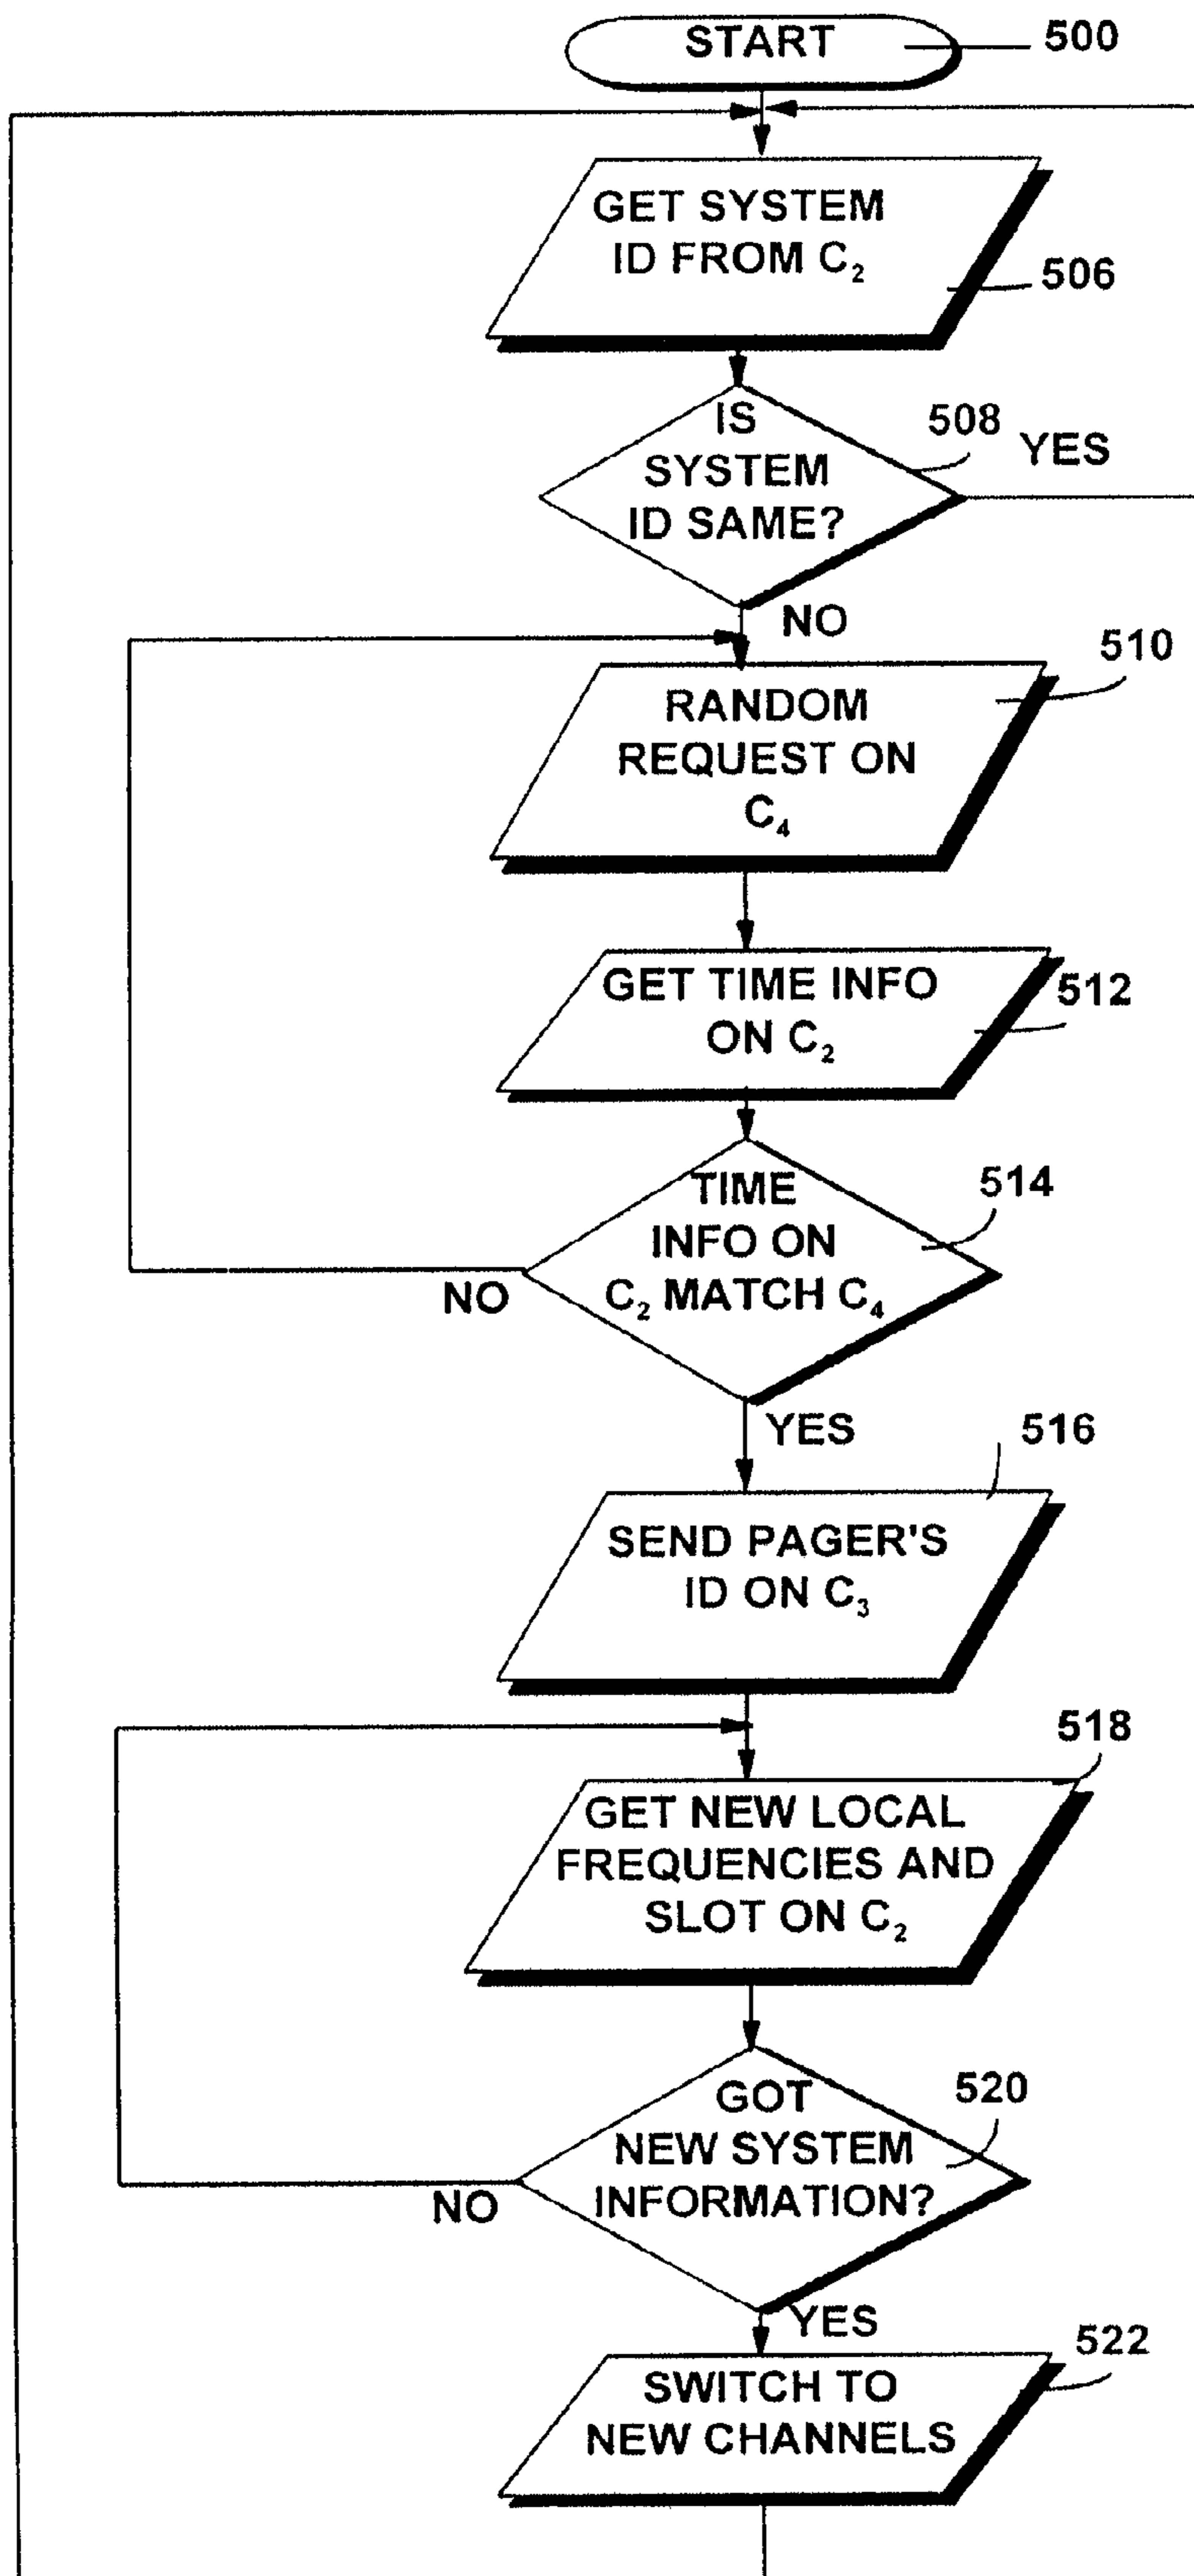 START
500
GET SYSTEM
ID FROM C₂
506
IS
SYSTEM
ID SAME?
508
YES
NO
510
RANDOM
REQUEST ON
C₄
GET TIME INFO
ON C₂
512
TIME
INFO ON
C₂ MATCH C₄
514
NO
YES
516
SEND PAGER'S
ID ON C₃
518
GET NEW LOCAL
FREQUENCIES AND
SLOT ON C₂
GOT
NEW SYSTEM
INFORMATION?
520
NO
YES
522
SWITCH TO
NEW CHANNELS